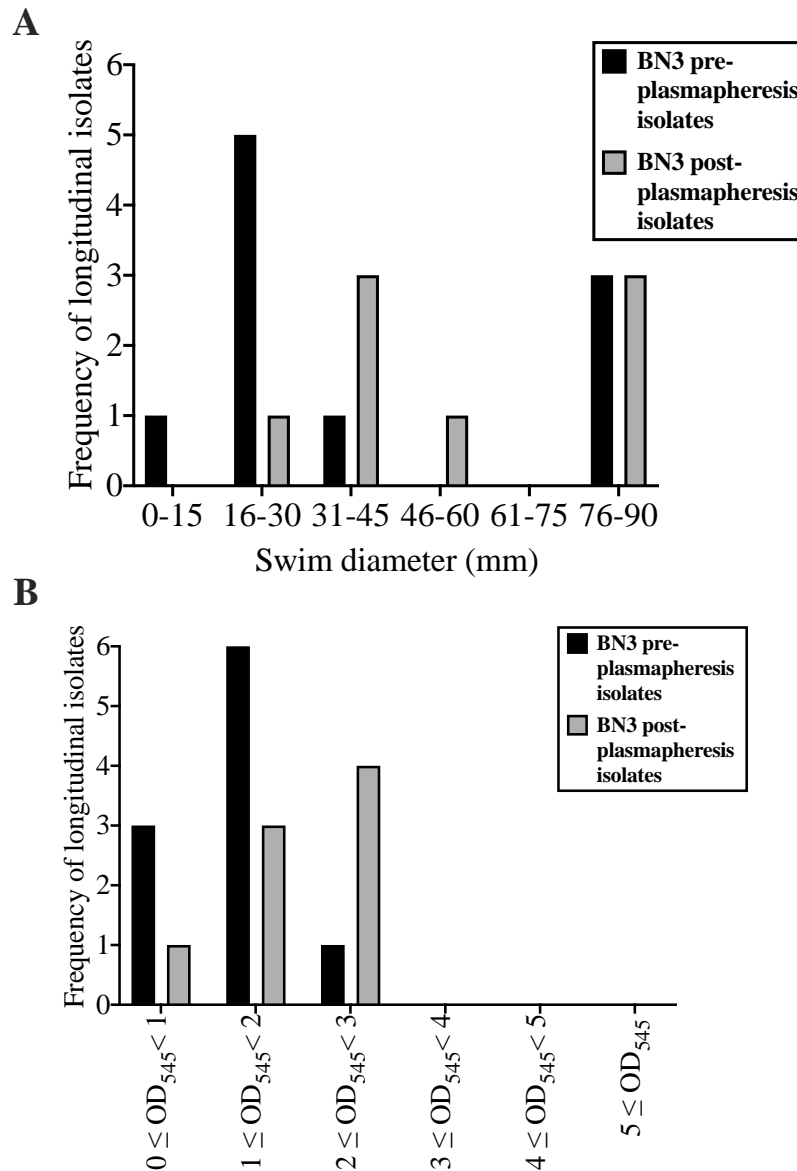 A
Frequency of longitudinal isolates
6
5
4
3
2
1
0
0-15 16-30 31-45 46-60 61-75 76-90
Swim diameter (mm)
BN3 pre-
plasmapheresis
isolates
BN3 post-
plasmapheresis
isolates
B
Frequency of longitudinal isolates
6
5
4
3
2
1
0
0 ≤ OD545< 1
1 ≤ OD545< 2
2 ≤ OD545< 3
3 ≤ OD545< 4
4 ≤ OD545< 5
5 ≤ OD545
BN3 pre-
plasmapheresis
isolates
BN3 post-
plasmapheresis
isolates